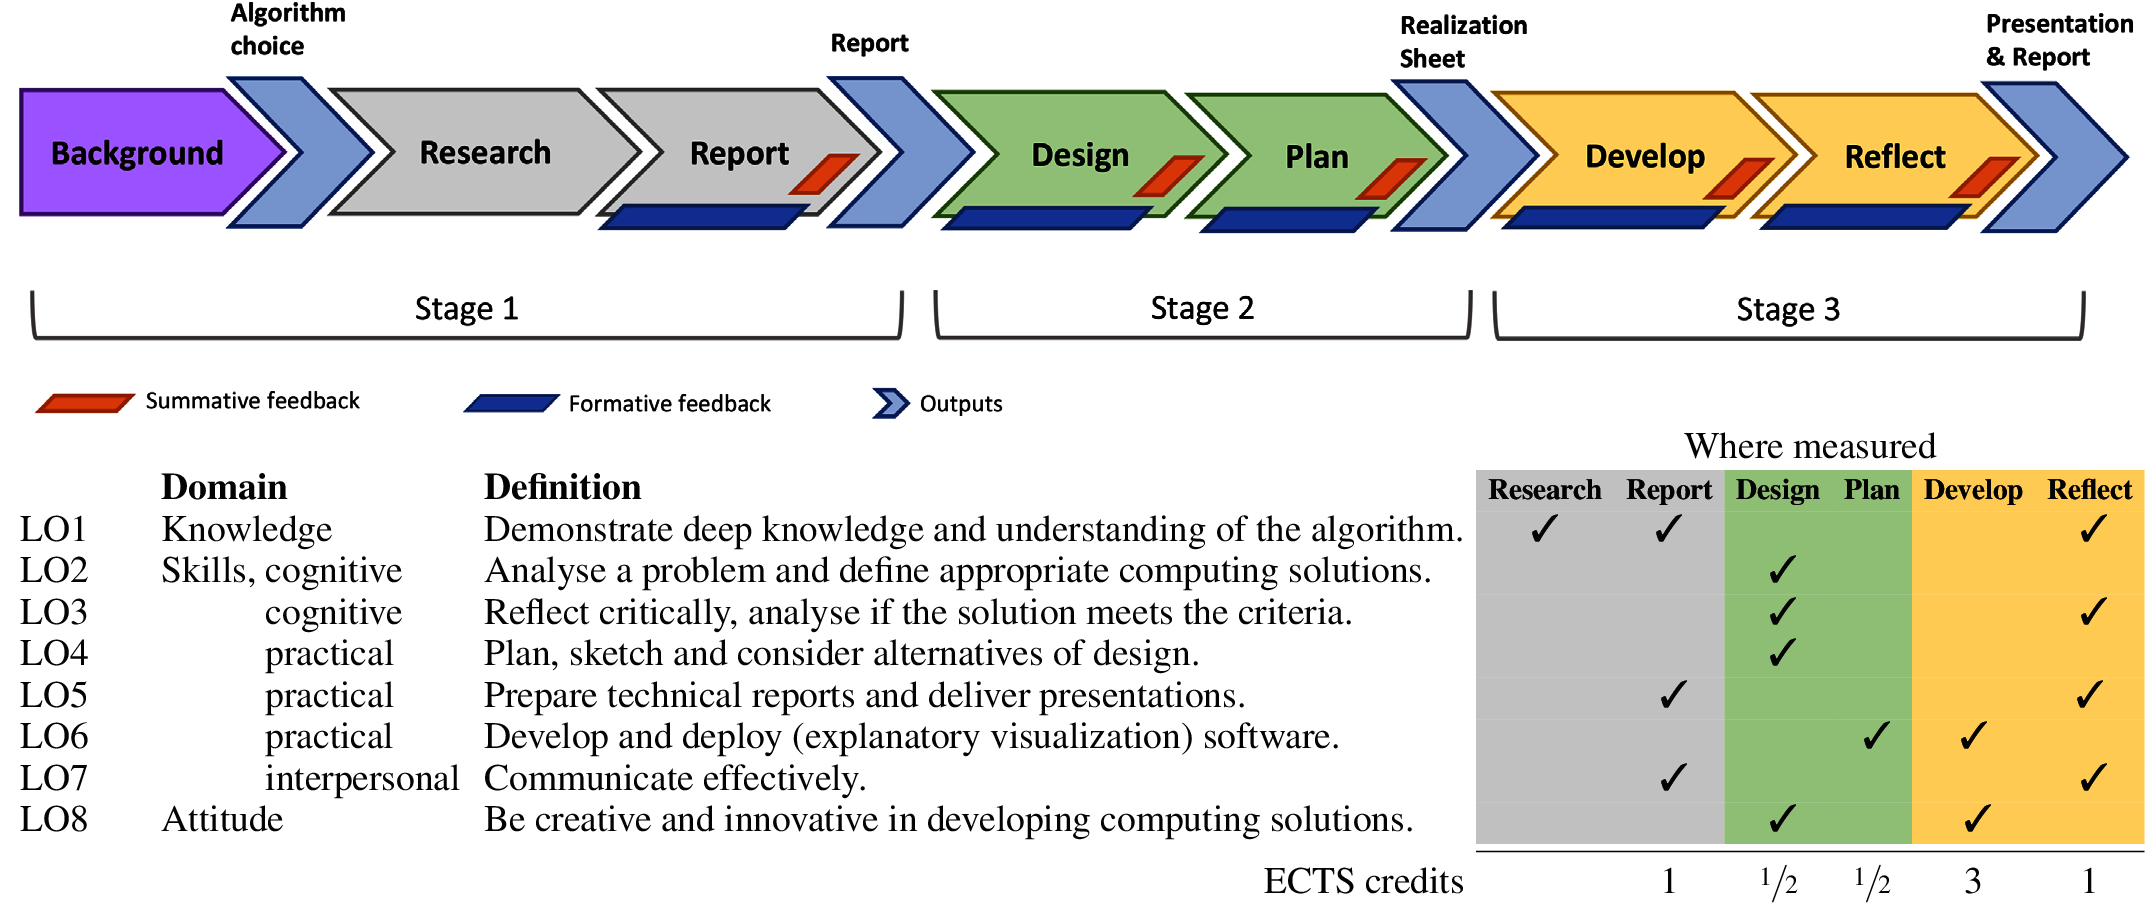 Algorithm
choice
Report
Realization
Sheet
Presentation
& Report
Background
Research
Report
Design
Plan
Develop
Reflect
Stage 1
Stage 2
Stage 3
Summative feedback
Formative feedback
Outputs
Where measured
Domain Definition Research Report Design Plan Develop Reflect
LO1 Knowledge Demonstrate deep knowledge and understanding of the algorithm. ✓ ✓ ✓
LO2 Skills, cognitive Analyse a problem and define appropriate computing solutions. ✓
LO3 cognitive Reflect critically, analyse if the solution meets the criteria. ✓ ✓
LO4 practical Plan, sketch and consider alternatives of design. ✓
LO5 practical Prepare technical reports and deliver presentations. ✓ ✓
LO6 practical Develop and deploy (explanatory visualization) software. ✓ ✓
LO7 interpersonal Communicate effectively. ✓ ✓
LO8 Attitude Be creative and innovative in developing computing solutions. ✓ ✓
ECTS credits 1 1/2 1/2 3 1